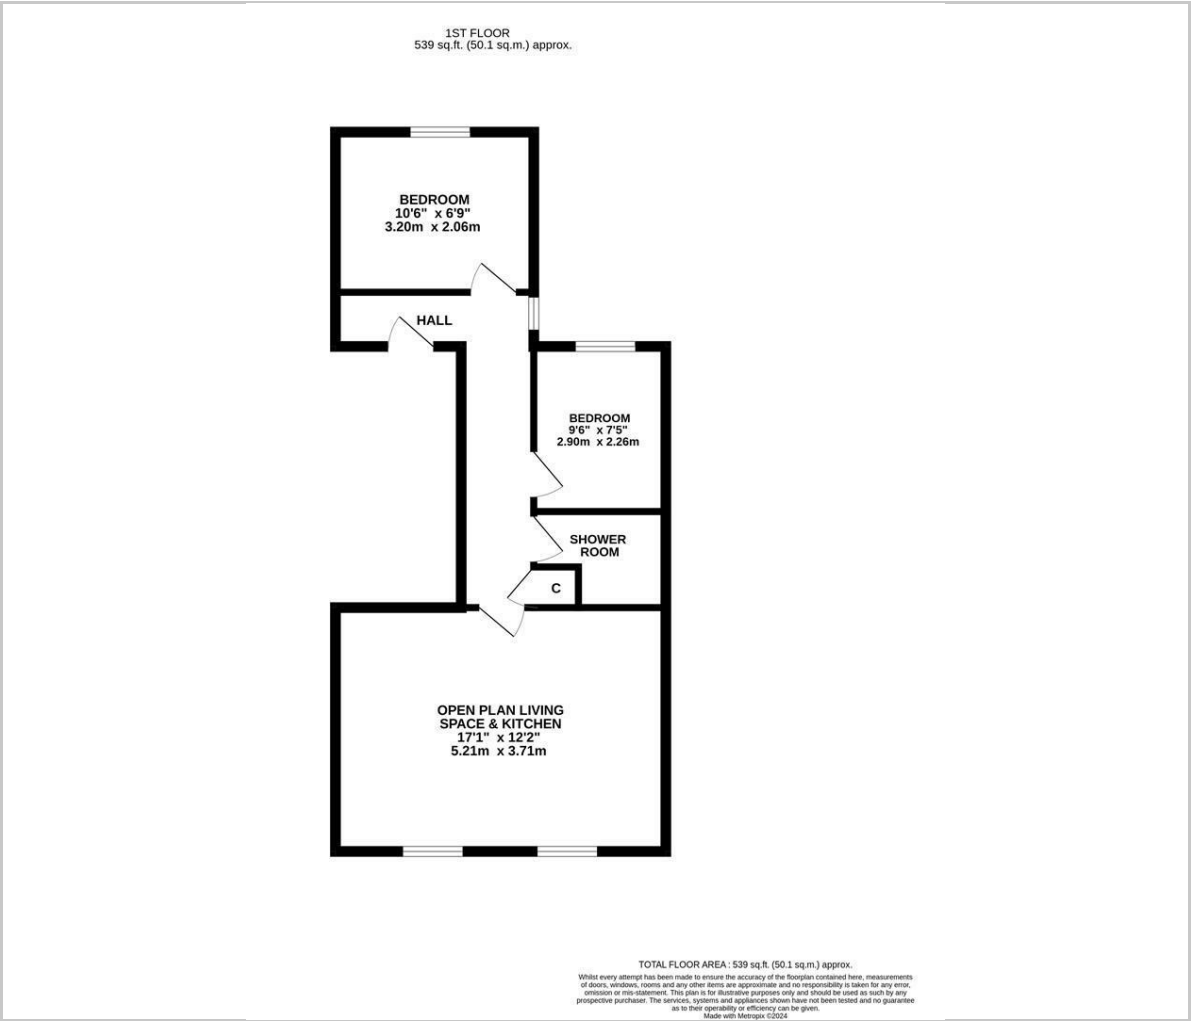 1ST FLOOR
539 sq.ft. (50.1 sq.m.) approx.
BEDROOM
10'6" x 6'9"
3.20m x 2.06m
HALL
BEDROOM
9'6" x 7'5"
2.90m x 2.26m
SHOWER
ROOM
C
OPEN PLAN LIVING
SPACE & KITCHEN
17'1" x 12'2"
5.21m x 3.71m
TOTAL FLOOR AREA : 539 sq.ft. (50.1 sq.m.) approx.
Whilst every attempt has been made to ensure the accuracy of the floorplan contained here, measurements
of doors, windows, rooms and any other items are approximate and no responsibility is taken for any error,
omission or mis-statement. This plan is for illustrative purposes only and should be used as such by any
prospective purchaser. The services, systems and appliances shown have not been tested and no guarantee
as to their operability or efficiency can be given.
Made with Metropix ©2024